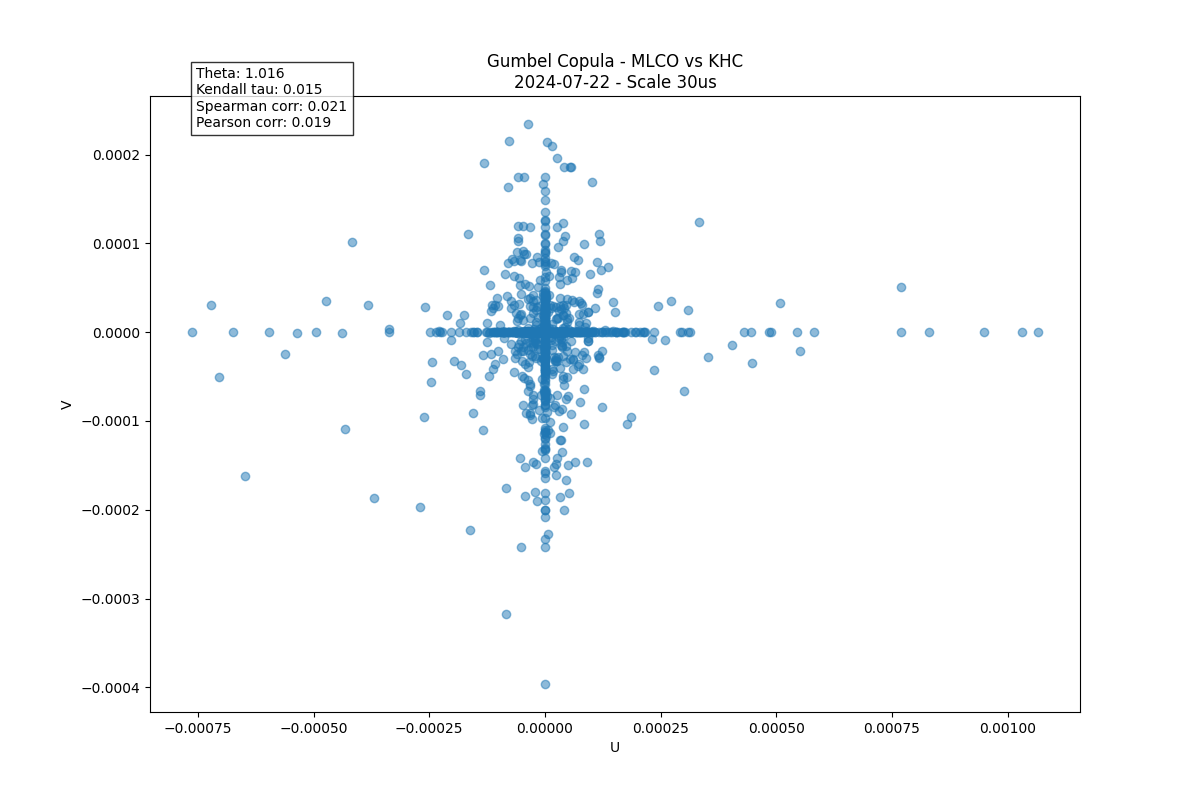 Gumbel Copula - MLCO vs KHC
2024-07-22 - Scale 30us
Theta: 1.016
Kendall tau: 0.015
Spearman corr: 0.021
Pearson corr: 0.019
0.0002
0.0001
0.0000
−0.0001
−0.0002
−0.0003
−0.0004
V
−0.00075 −0.00050 −0.00025 0.00000 0.00025 0.00050 0.00075 0.00100
U